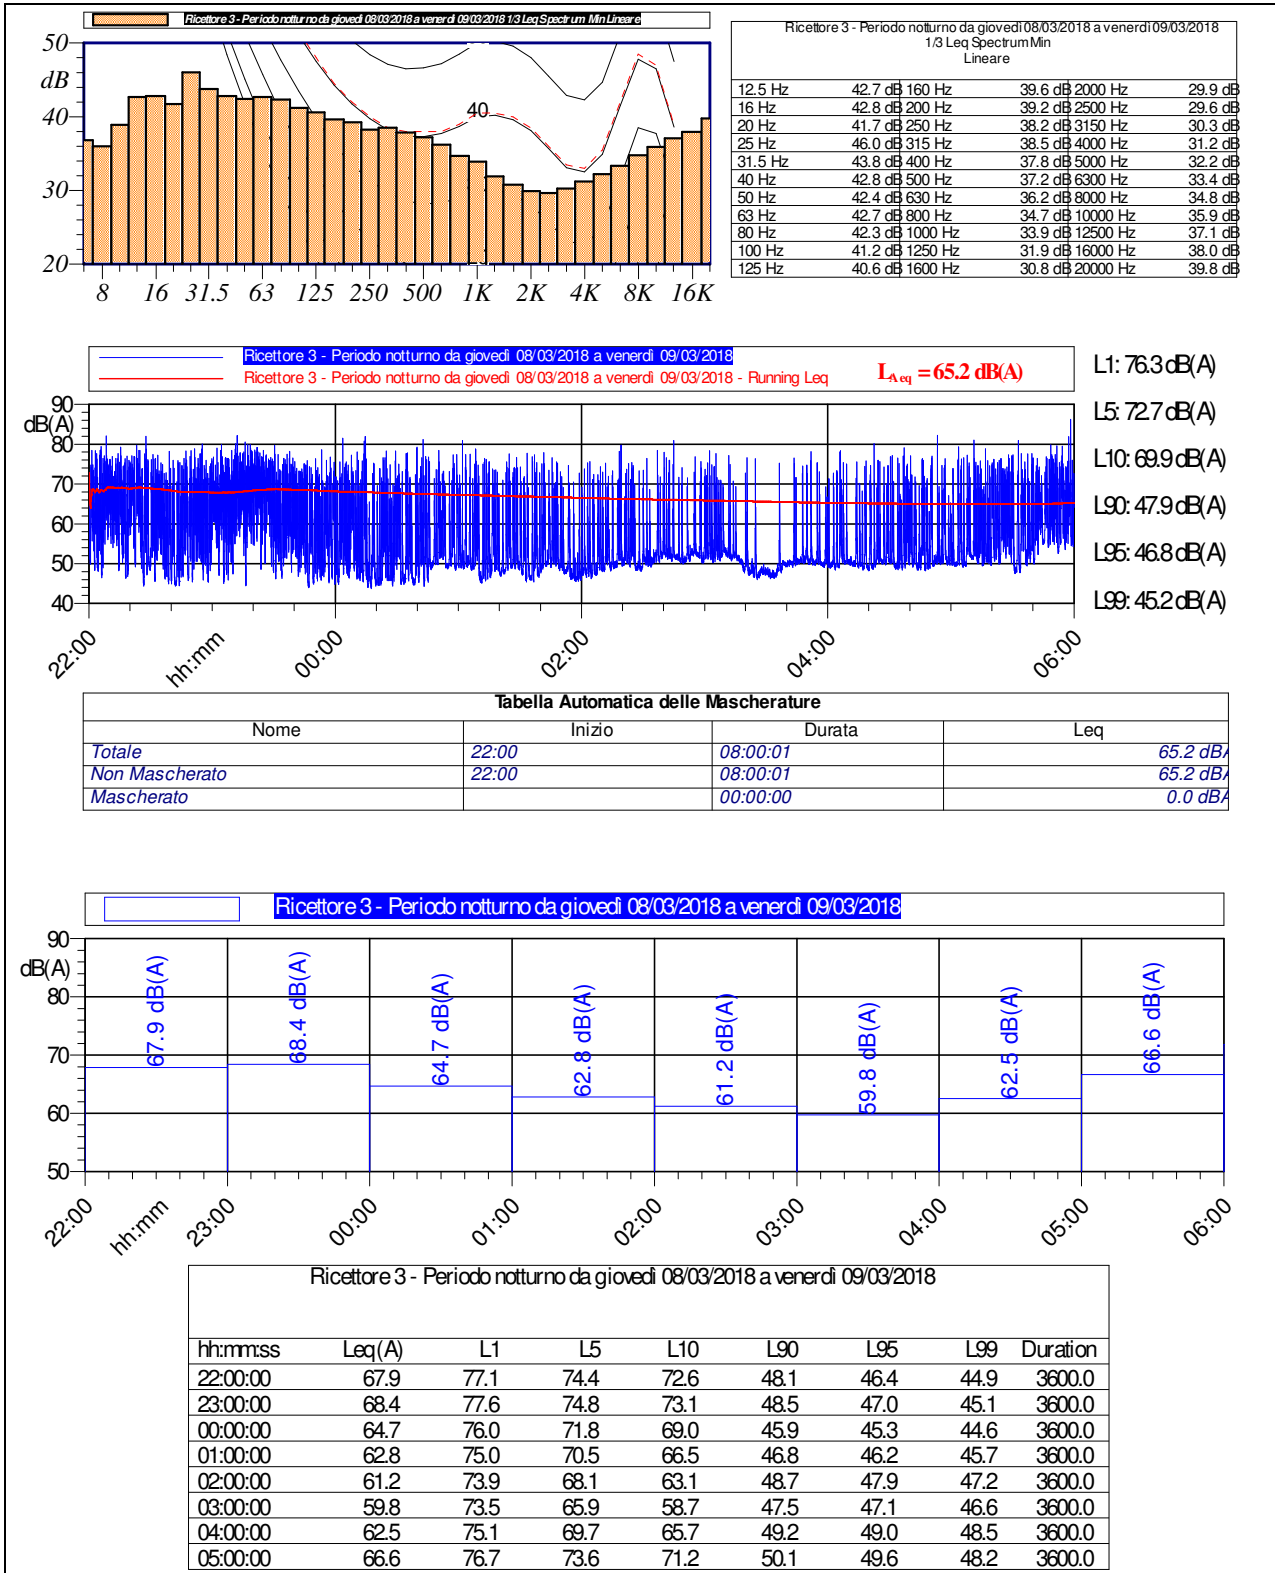 Ricettore 3 - Periodo notturno da giovedì 08/03/2018 a venerdì 09/03/2018 1/3 Leq Spectrum Min Lineare
50
dB
40
30
20
40
8 16 31.5 63 125 250 500 1K 2K 4K 8K 16K
Ricettore 3 - Periodo notturno da giovedì 08/03/2018 a venerdì 09/03/2018
1/3 Leq Spectrum Min
Lineare
12.5 Hz 42.7 dB 160 Hz 39.6 dB 2000 Hz 29.9 dB
16 Hz 42.8 dB 200 Hz 39.2 dB 2500 Hz 29.6 dB
20 Hz 41.7 dB 250 Hz 38.2 dB 3150 Hz 30.3 dB
25 Hz 46.0 dB 315 Hz 38.5 dB 4000 Hz 31.2 dB
31.5 Hz 43.8 dB 400 Hz 37.8 dB 5000 Hz 32.2 dB
40 Hz 42.8 dB 500 Hz 37.2 dB 6300 Hz 33.4 dB
50 Hz 42.4 dB 630 Hz 36.2 dB 8000 Hz 34.8 dB
63 Hz 42.7 dB 800 Hz 34.7 dB 10000 Hz 35.9 dB
80 Hz 42.3 dB 1000 Hz 33.9 dB 12500 Hz 37.1 dB
100 Hz 41.2 dB 1250 Hz 31.9 dB 16000 Hz 38.0 dB
125 Hz 40.6 dB 1600 Hz 30.8 dB 20000 Hz 39.8 dB
Ricettore 3 - Periodo notturno da giovedì 08/03/2018 a venerdì 09/03/2018
Ricettore 3 - Periodo notturno da giovedì 08/03/2018 a venerdì 09/03/2018 - Running Leq
LAeq = 65.2 dB(A)
90
dB(A)
80
70
60
50
40
22:00 hh:mm 00:00 02:00 04:00 06:00
L1: 76.3 dB(A)
L5: 72.7 dB(A)
L10: 69.9 dB(A)
L90: 47.9 dB(A)
L95: 46.8 dB(A)
L99: 45.2 dB(A)
Tabella Automatica delle Mascherature
Nome Inizio Durata Leq
Totale 22:00 08:00:01 65.2 dBA
Non Mascherato 22:00 08:00:01 65.2 dBA
Mascherato 00:00:00 0.0 dBA
Ricettore 3 - Periodo notturno da giovedì 08/03/2018 a venerdì 09/03/2018
90
dB(A)
80
70
60
50
67.9 dB(A)
68.4 dB(A)
64.7 dB(A)
62.8 dB(A)
61.2 dB(A)
59.8 dB(A)
62.5 dB(A)
66.6 dB(A)
22:00 hh:mm 23:00 00:00 01:00 02:00 03:00 04:00 05:00 06:00
Ricettore 3 - Periodo notturno da giovedì 08/03/2018 a venerdì 09/03/2018
hh:mm:ss Leq(A) L1 L5 L10 L90 L95 L99 Duration
22:00:00 67.9 77.1 74.4 72.6 48.1 46.4 44.9 3600.0
23:00:00 68.4 77.6 74.8 73.1 48.5 47.0 45.1 3600.0
00:00:00 64.7 76.0 71.8 69.0 45.9 45.3 44.6 3600.0
01:00:00 62.8 75.0 70.5 66.5 46.8 46.2 45.7 3600.0
02:00:00 61.2 73.9 68.1 63.1 48.7 47.9 47.2 3600.0
03:00:00 59.8 73.5 65.9 58.7 47.5 47.1 46.6 3600.0
04:00:00 62.5 75.1 69.7 65.7 49.2 49.0 48.5 3600.0
05:00:00 66.6 76.7 73.6 71.2 50.1 49.6 48.2 3600.0